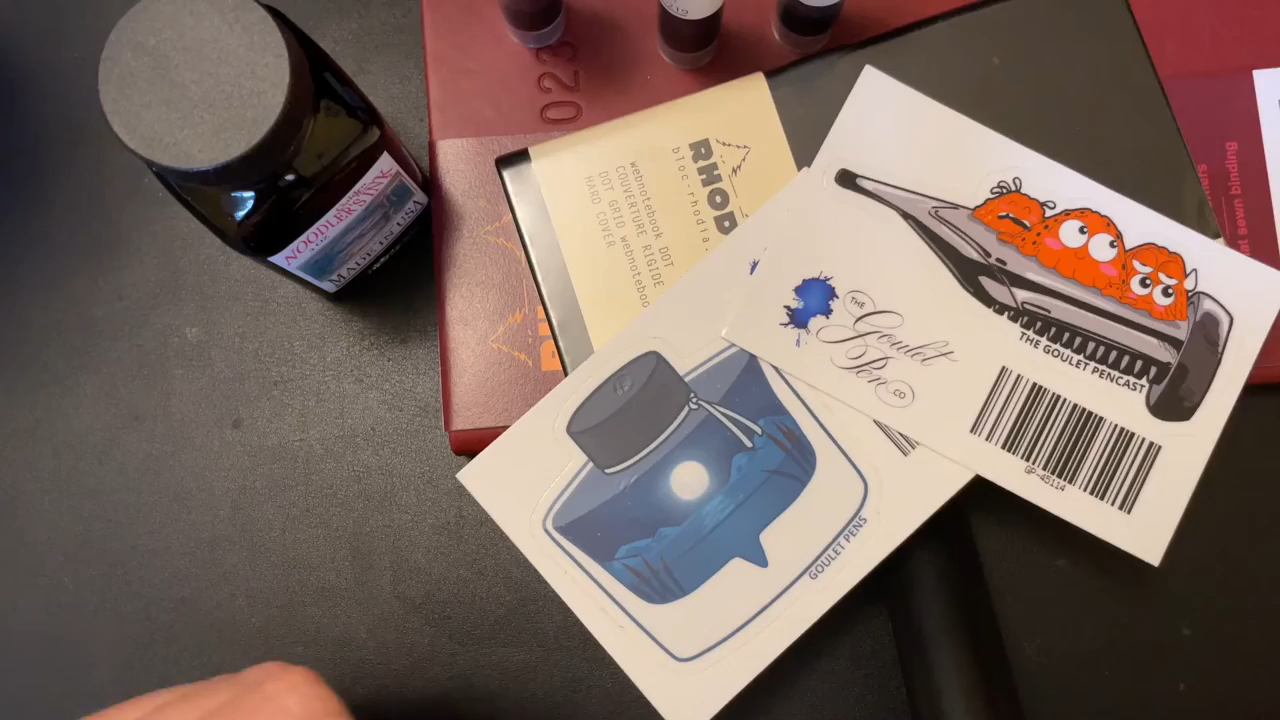 NOODLER'S INK
MADE IN USA
023
RHOD
bloc-rhodia.
webnotebook DOT
COUVERTURE RIGIDE
DOT GRID webnoteboo
HARD COVER
THE
Goulet
Pen
CO
THE GOULET PENCAST
GP-45114
GOULET PENS
at sewn binding